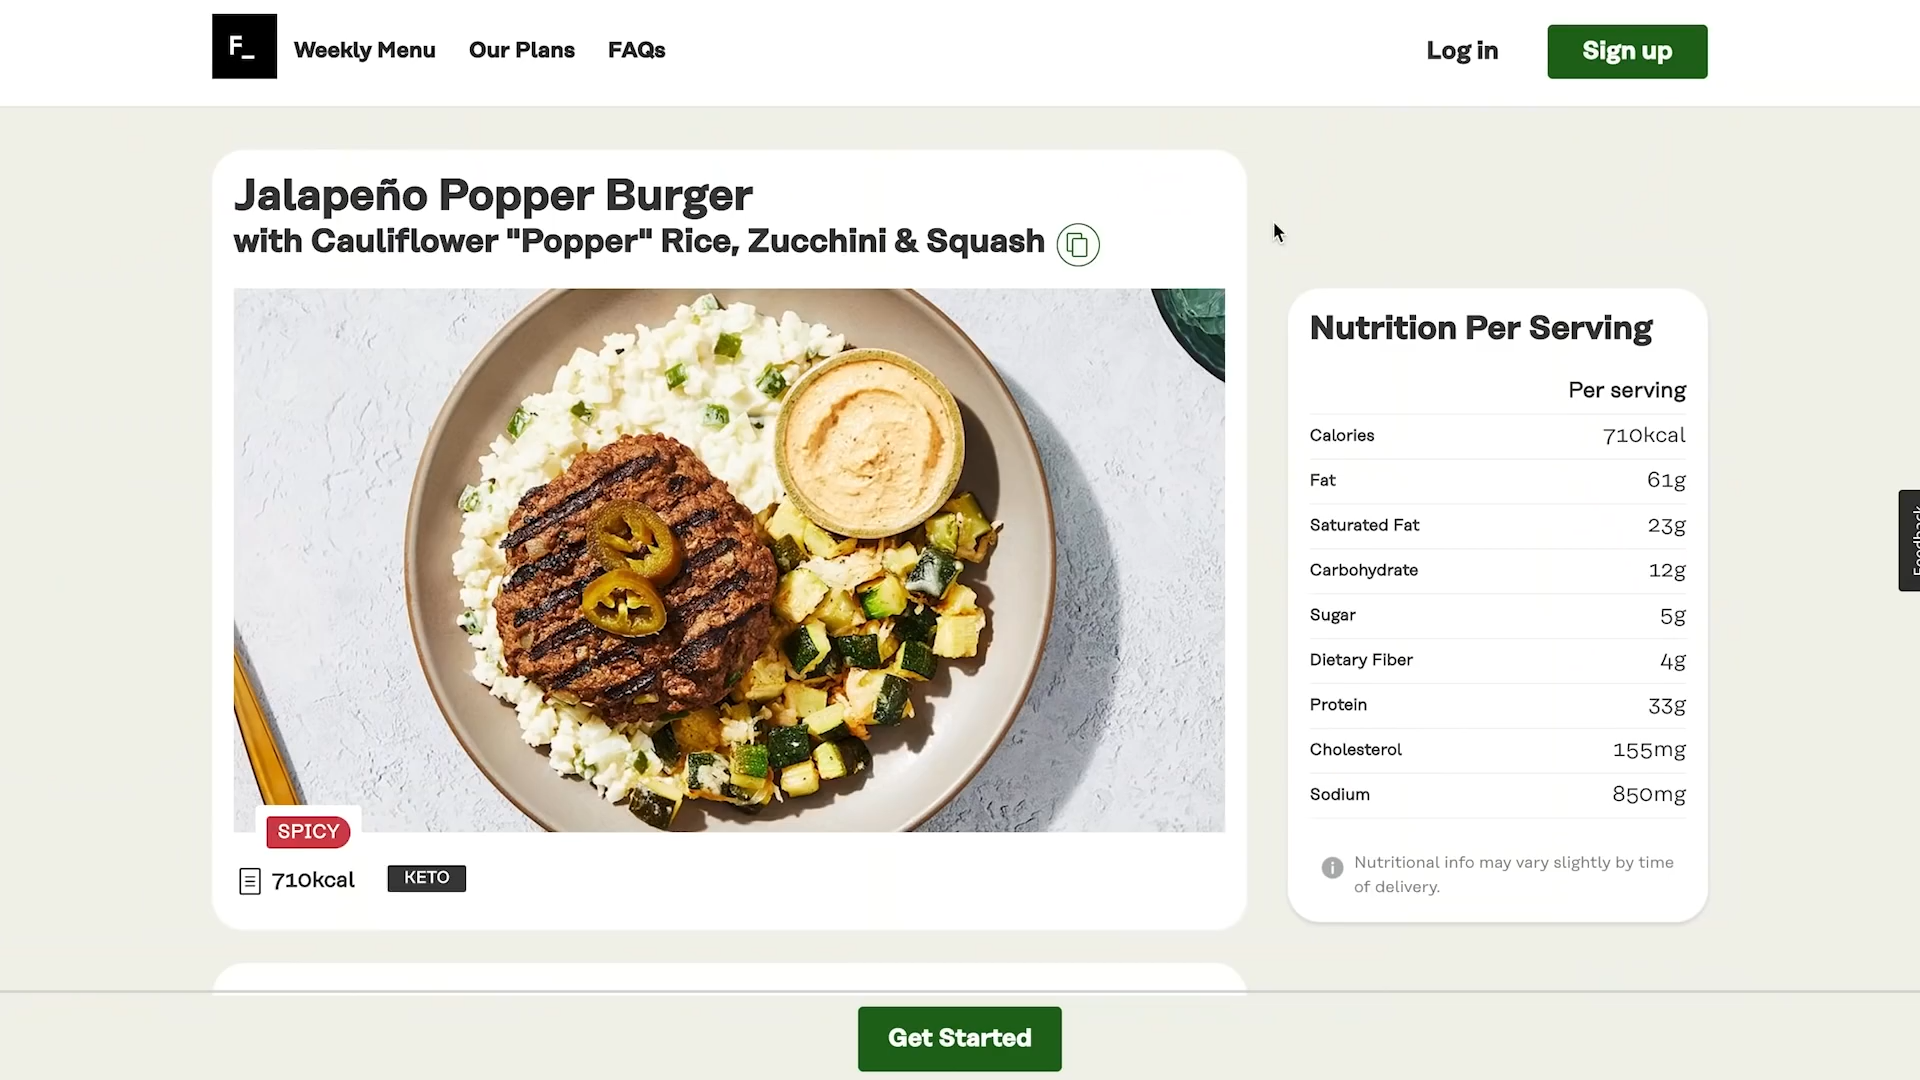 F_
Weekly Menu
Our Plans
FAQs
Log in
Sign up
Jalapeño Popper Burger
with Cauliflower "Popper" Rice, Zucchini & Squash
SPICY
710kcal
KETO
Nutrition Per Serving
Per serving
Calories 710kcal
Fat 61g
Saturated Fat 23g
Carbohydrate 12g
Sugar 5g
Dietary Fiber 4g
Protein 33g
Cholesterol 155mg
Sodium 850mg
Nutritional info may vary slightly by time
of delivery.
Feedback
Get Started